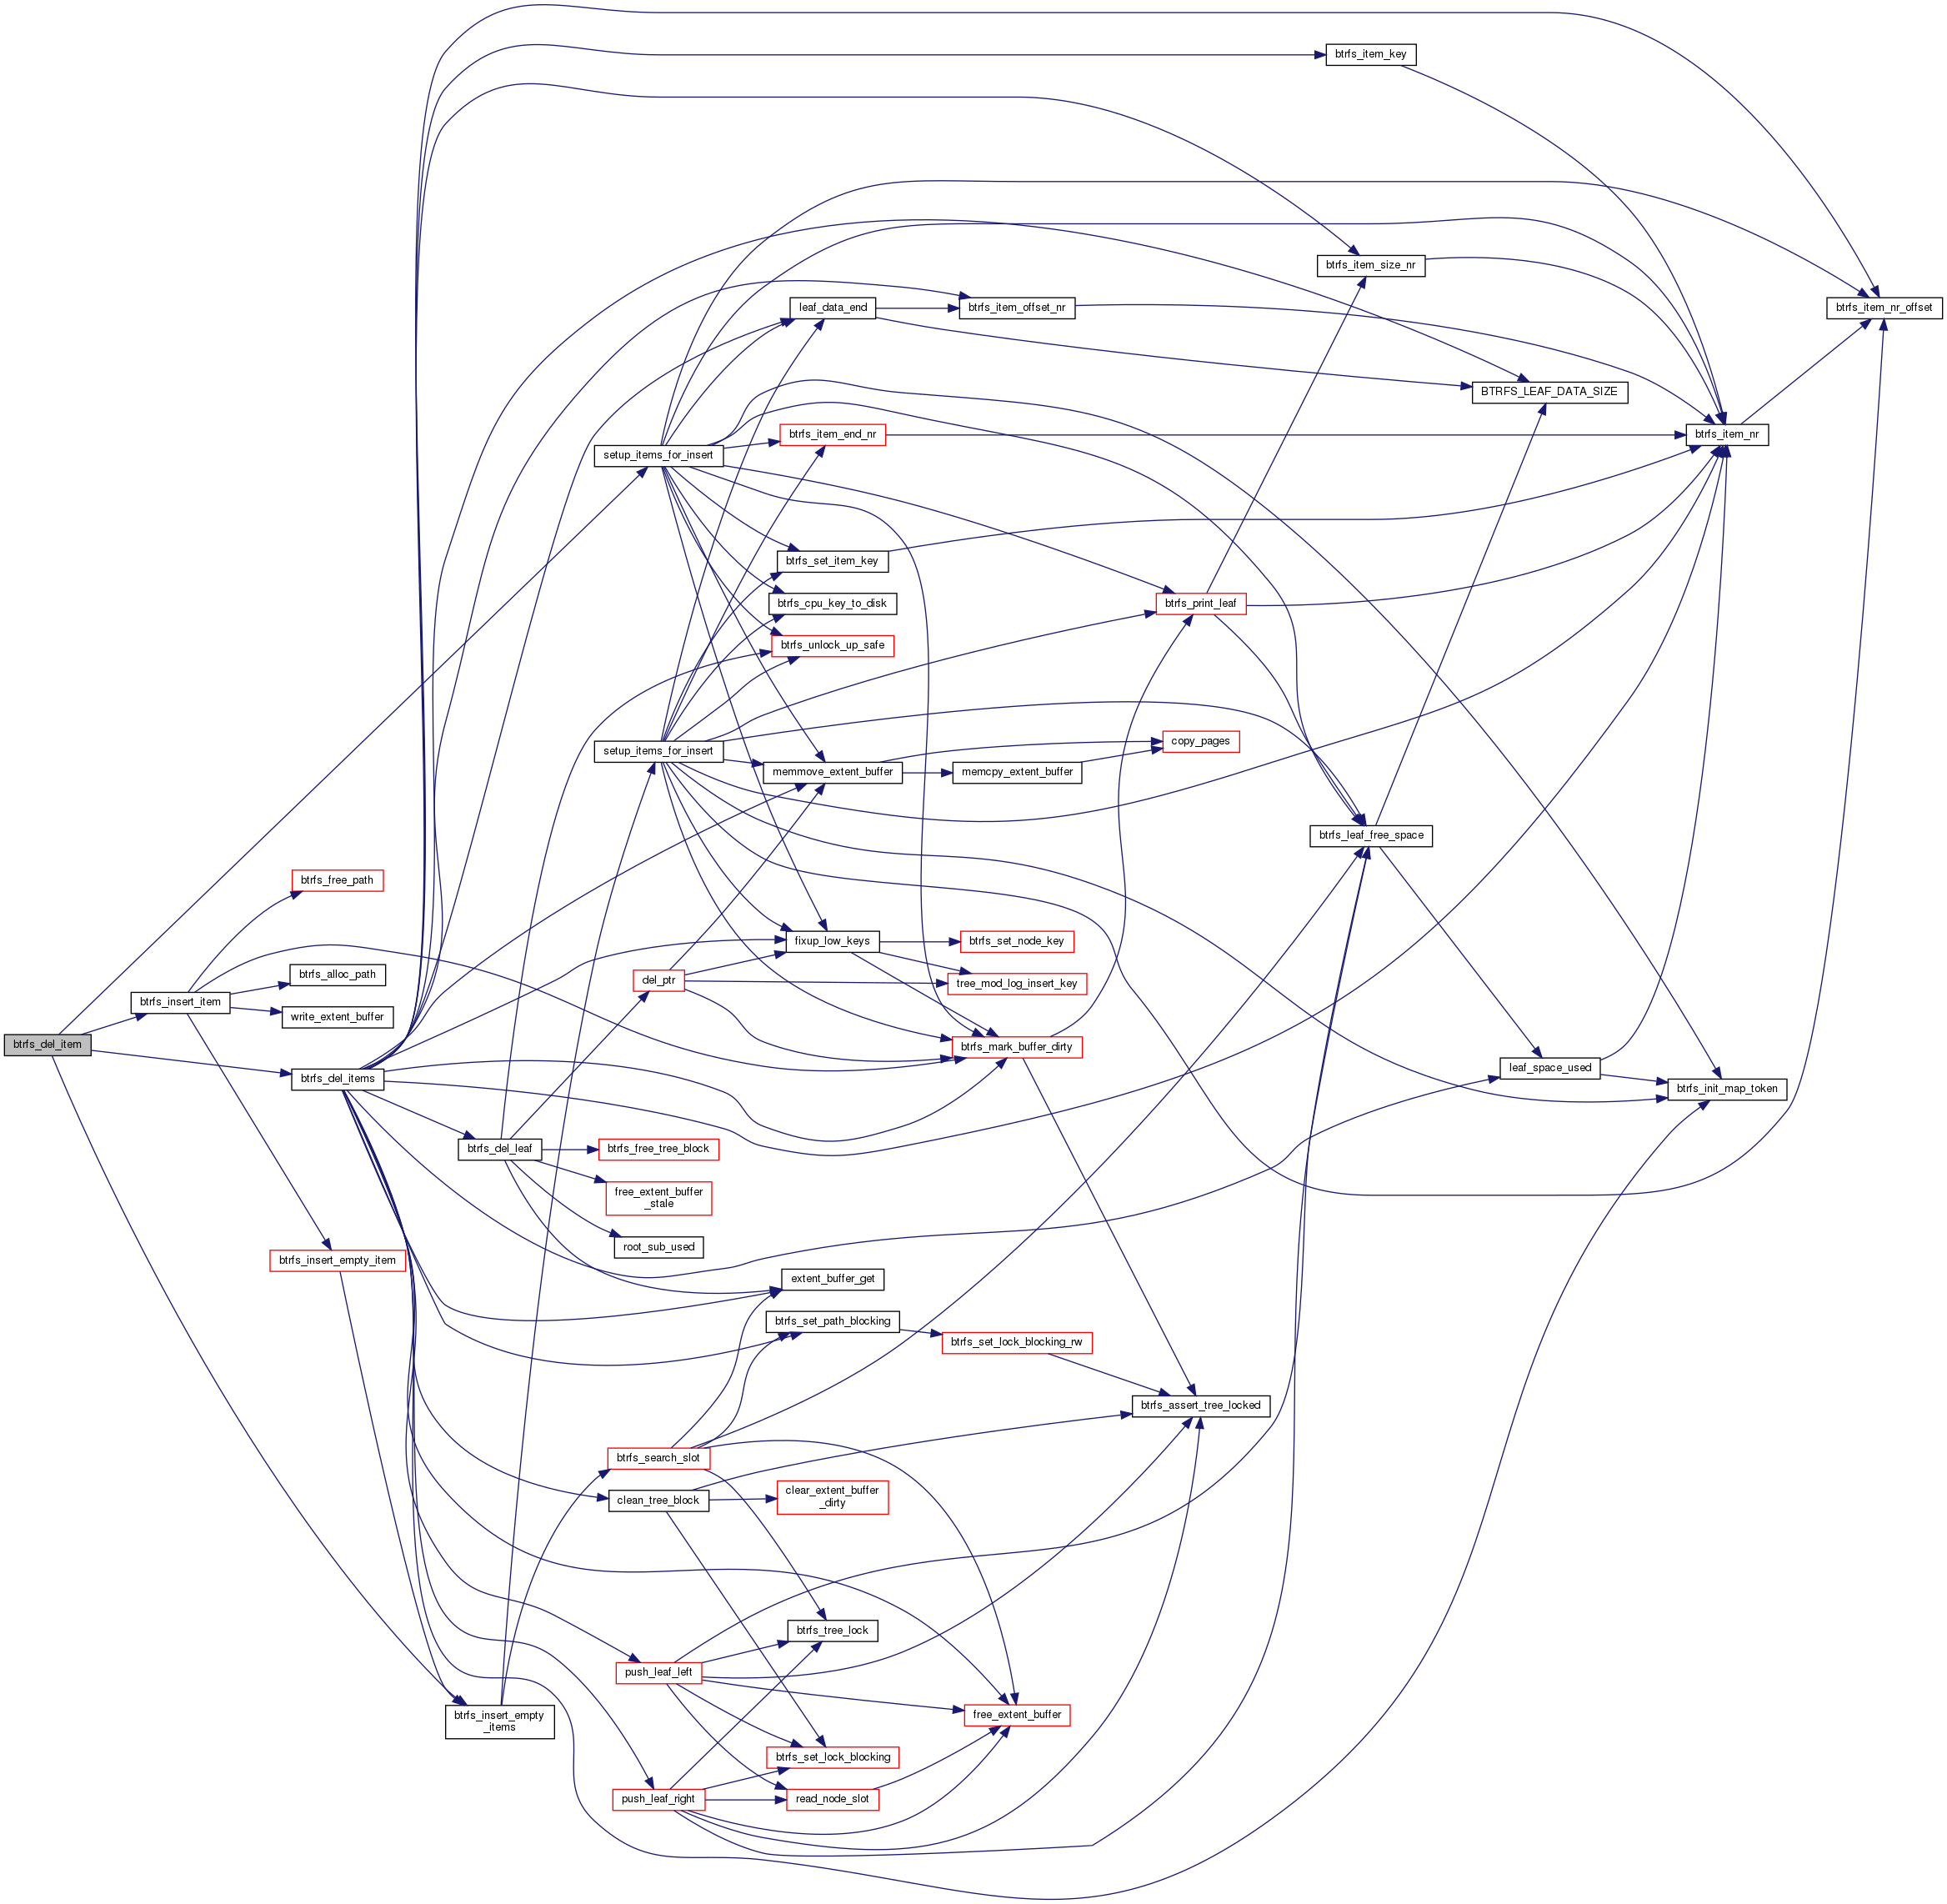 btrfs_item_key
btrfs_item_size_nr
leaf_data_end
btrfs_item_offset_nr
btrfs_item_nr_offset
BTRFS_LEAF_DATA_SIZE
btrfs_item_end_nr
btrfs_item_nr
setup_items_for_insert
btrfs_set_item_key
btrfs_cpu_key_to_disk
btrfs_print_leaf
btrfs_unlock_up_safe
copy_pages
setup_items_for_insert
memmove_extent_buffer
memcpy_extent_buffer
btrfs_leaf_free_space
btrfs_free_path
fixup_low_keys
btrfs_set_node_key
btrfs_alloc_path
del_ptr
tree_mod_log_insert_key
btrfs_insert_item
write_extent_buffer
btrfs_del_item
btrfs_mark_buffer_dirty
leaf_space_used
btrfs_del_items
btrfs_init_map_token
btrfs_del_leaf
btrfs_free_tree_block
free_extent_buffer
_stale
root_sub_used
btrfs_insert_empty_item
extent_buffer_get
btrfs_set_path_blocking
btrfs_set_lock_blocking_rw
btrfs_assert_tree_locked
btrfs_search_slot
clean_tree_block
clear_extent_buffer
_dirty
btrfs_tree_lock
push_leaf_left
btrfs_insert_empty
_items
free_extent_buffer
btrfs_set_lock_blocking
push_leaf_right
read_node_slot